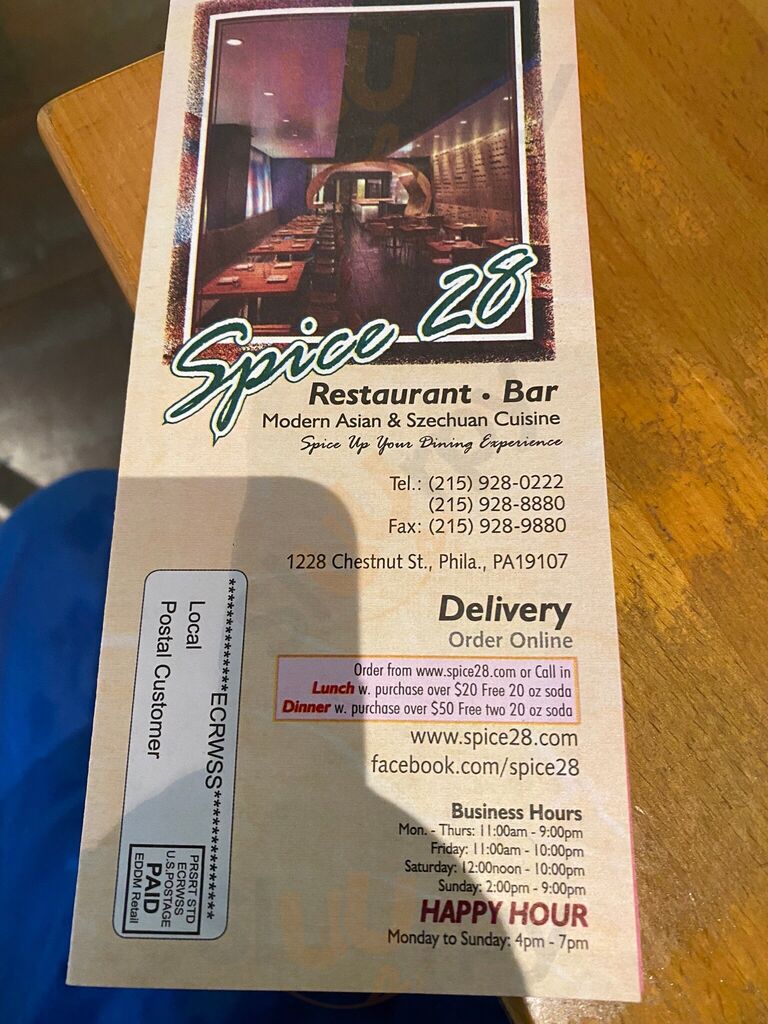 Spice 28
Restaurant • Bar
Modern Asian & Szechuan Cuisine
Spice Up Your Dining Experience
Tel.: (215) 928-0222
(215) 928-8880
Fax: (215) 928-9880
1228 Chestnut St., Phila., PA19107
Delivery
Order Online
Order from www.spice28.com or Call in
Lunch w. purchase over $20 Free 20 oz soda
Dinner w. purchase over $50 Free two 20 oz soda
www.spice28.com
facebook.com/spice28
Business Hours
Mon. - Thurs: 11:00am - 9:00pm
Friday: 11:00am - 10:00pm
Saturday: 12:00noon - 10:00pm
Sunday: 2:00pm - 9:00pm
HAPPY HOUR
Monday to Sunday: 4pm - 7pm
**************ECRWSS**************
Local
Postal Customer
PRSRT STD
ECRWSS
U.S.POSTAGE
PAID
EDDM Retail